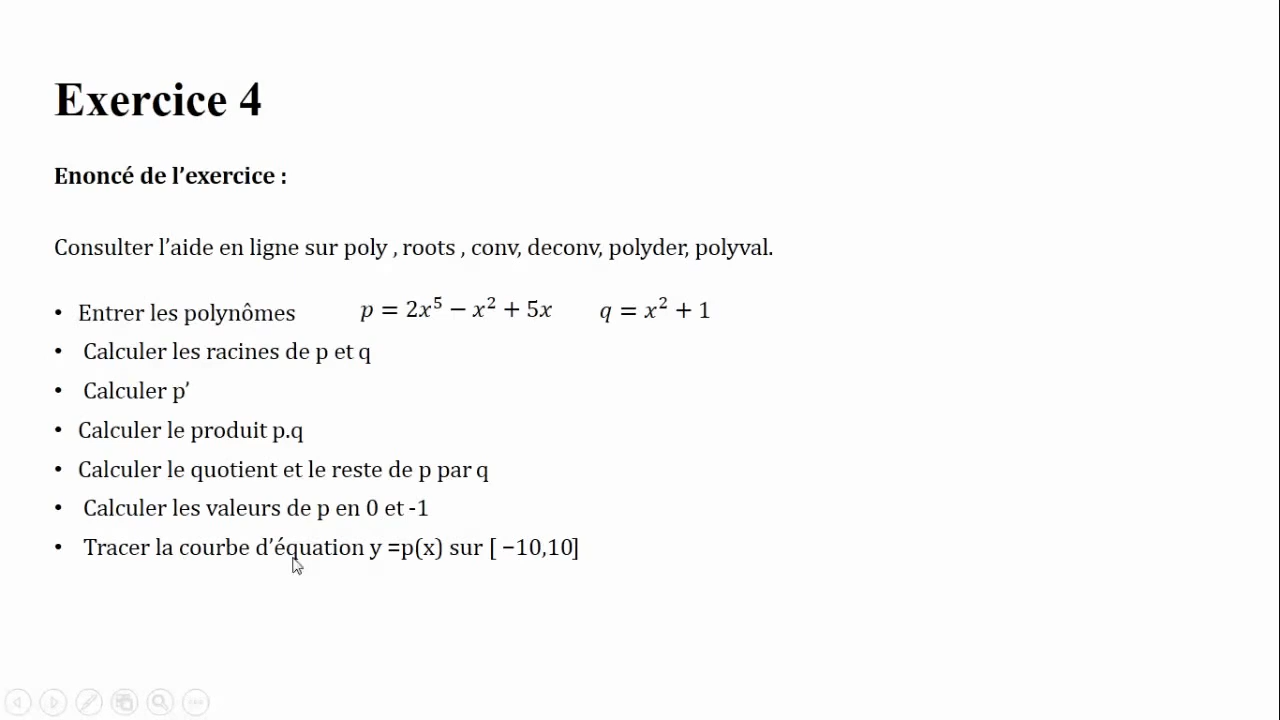 Exercice 4
Enoncé de l’exercice :
Consulter l’aide en ligne sur poly , roots , conv, deconv, polyder, polyval.
• Entrer les polynômes p = 2x⁵ − x² + 5x q = x² + 1
• Calculer les racines de p et q
• Calculer p’
• Calculer le produit p.q
• Calculer le quotient et le reste de p par q
• Calculer les valeurs de p en 0 et -1
• Tracer la courbe d’équation y =p(x) sur [ −10,10]